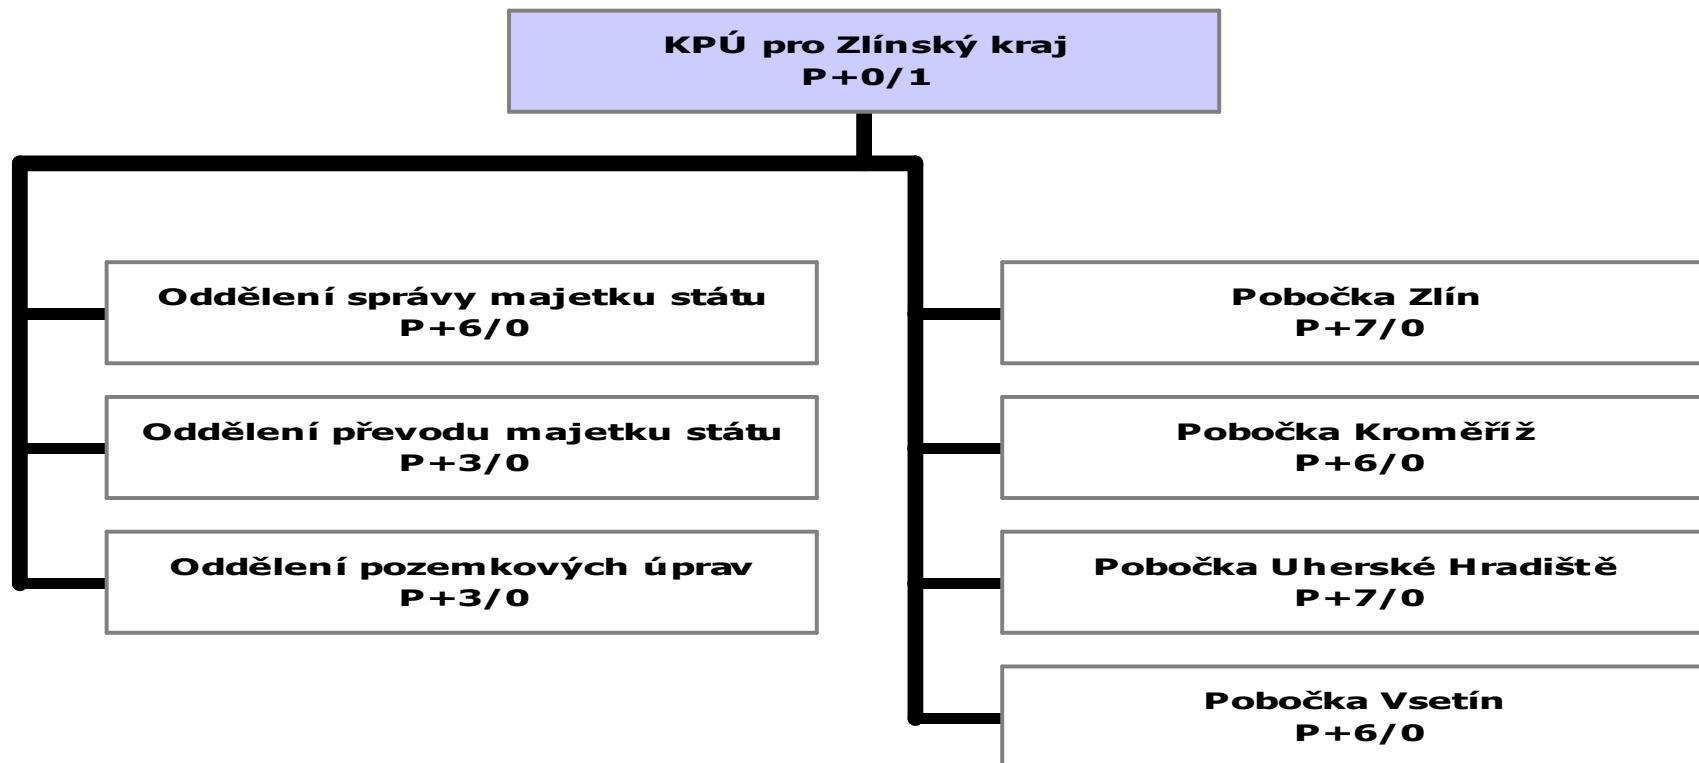 KPÚ pro Zlínský kraj
P+0/1
Oddělení správy majetku státu
P+6/0
Oddělení převodu majetku státu
P+3/0
Oddělení pozemkových úprav
P+3/0
Pobočka Zlín
P+7/0
Pobočka Kroměříž
P+6/0
Pobočka Uherské Hradiště
P+7/0
Pobočka Vsetín
P+6/0